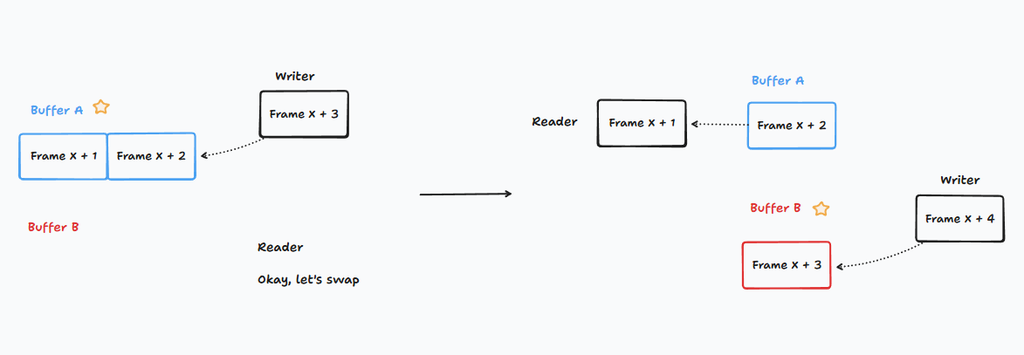 Writer
Buffer A
Frame X + 3
Frame X + 1
Frame X + 2
Buffer B
Reader
Okay, let's swap
Buffer A
Reader
Frame X + 1
Frame X + 2
Writer
Buffer B
Frame X + 4
Frame X + 3